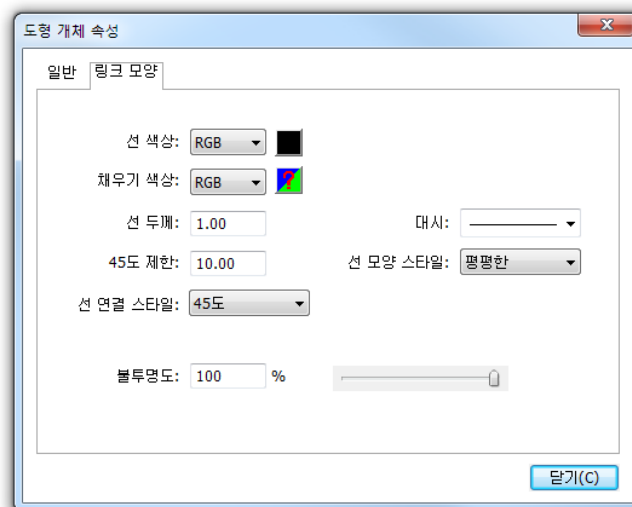 도형 개체 속성
일반 링크 모양
선 색상: RGB
채우기 색상: RGB ?
선 두께: 1.00 대시:
45도 제한: 10.00 선 모양 스타일: 평평한
선 연결 스타일: 45도
불투명도: 100 %
닫기(C)